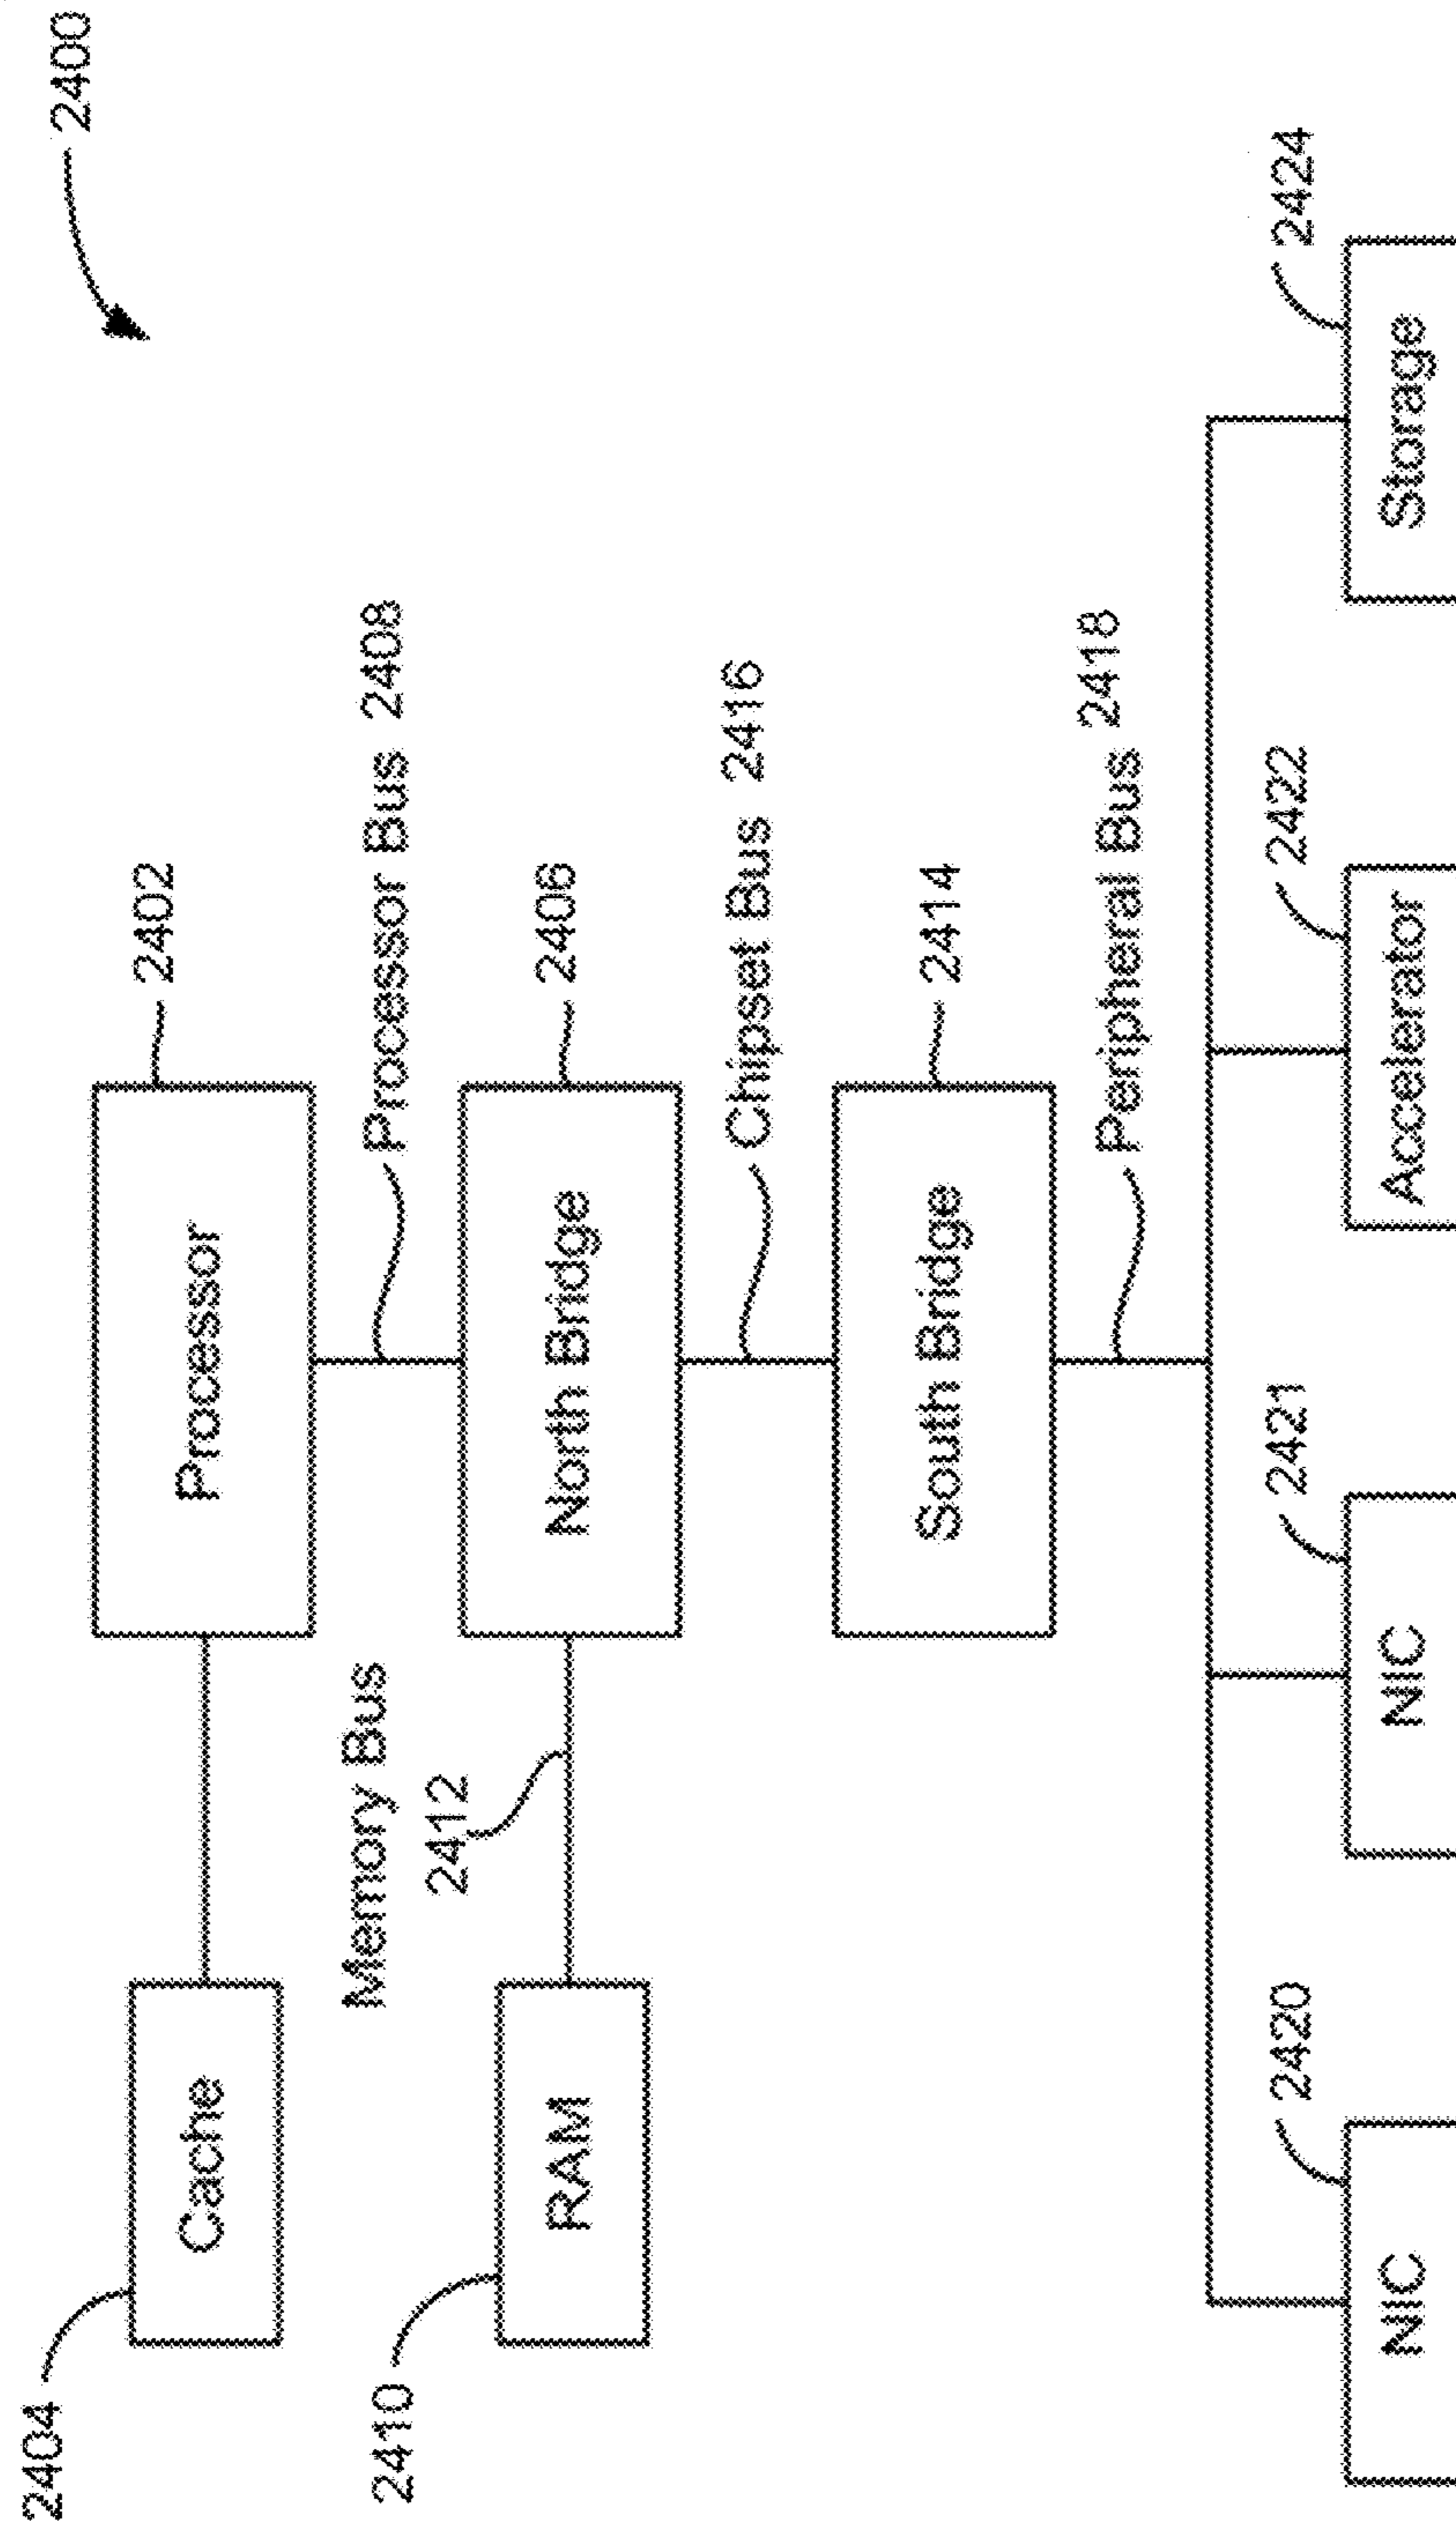 2400
2404
Cache
Processor
2402
Memory Bus
2412
Processor Bus 2408
2410
RAM
North Bridge
2406
Chipset Bus 2416
South Bridge
2414
Peripheral Bus 2418
2420
2421
2422
2424
NIC
NIC
Accelerator
Storage